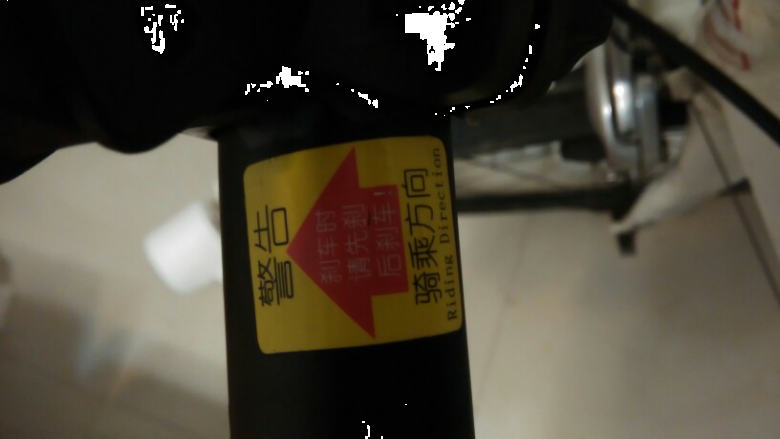 警告
刹车时
请先刹
后刹车!
骑乘方向
Riding Direction